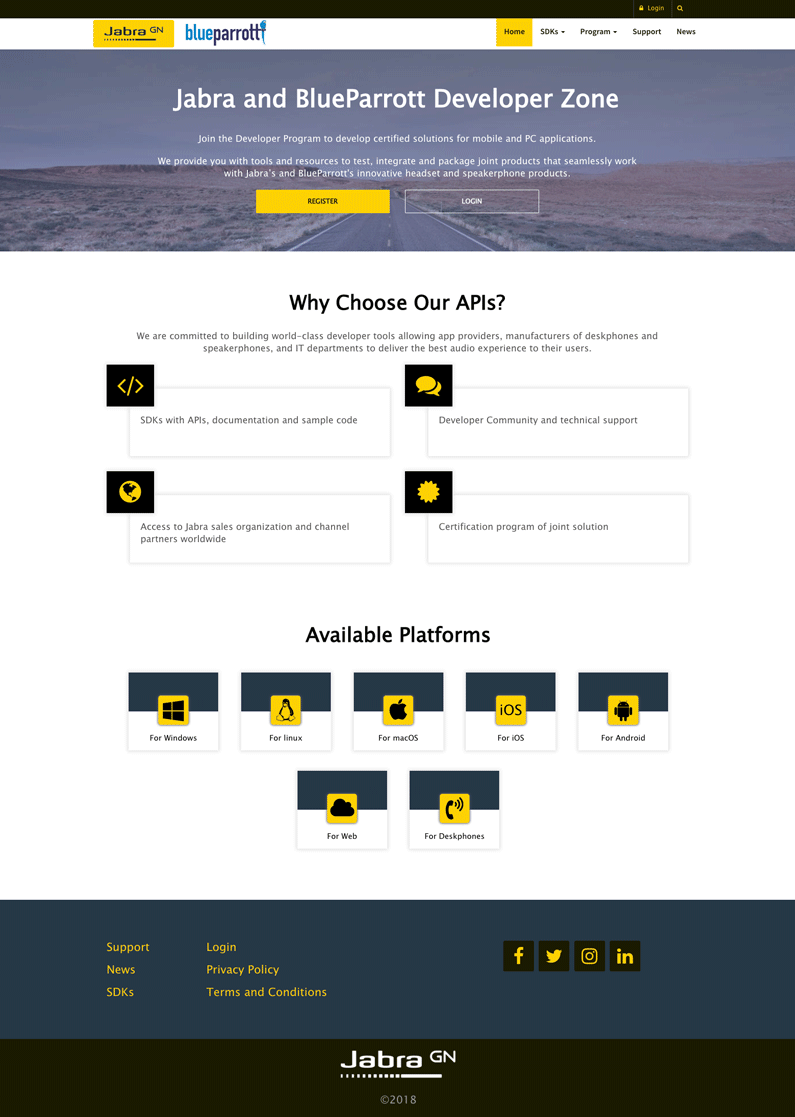 Login
Jabra GN
blueparrott
Home
SDKs
Program
Support
News
Jabra and BlueParrott Developer Zone
Join the Developer Program to develop certified solutions for mobile and PC applications.
We provide you with tools and resources to test, integrate and package joint products that seamlessly work
with Jabra's and BlueParrott's innovative headset and speakerphone products.
REGISTER
LOGIN
Why Choose Our APIs?
We are committed to building world-class developer tools allowing app providers, manufacturers of deskphones and
speakerphones, and IT departments to deliver the best audio experience to their users.
SDKs with APIs, documentation and sample code
Developer Community and technical support
Access to Jabra sales organization and channel
partners worldwide
Certification program of joint solution
Available Platforms
iOS
For Windows
For linux
For macOS
For iOS
For Android
For Web
For Deskphones
Support
Login
News
Privacy Policy
SDKs
Terms and Conditions
Jabra GN
©2018